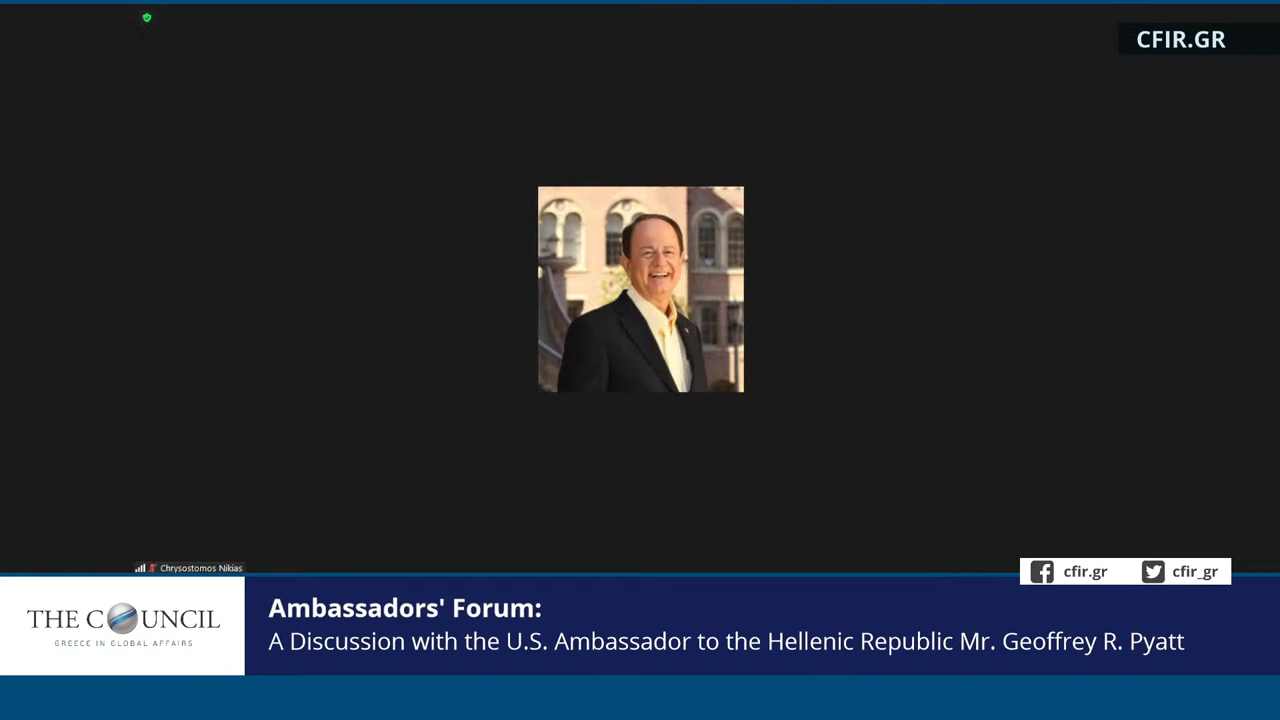 CFIR.GR
Chrysostomos Nikias
cfir.gr
cfir_gr
THE COUNCIL
GREECE IN GLOBAL AFFAIRS
Ambassadors' Forum:
A Discussion with the U.S. Ambassador to the Hellenic Republic Mr. Geoffrey R. Pyatt